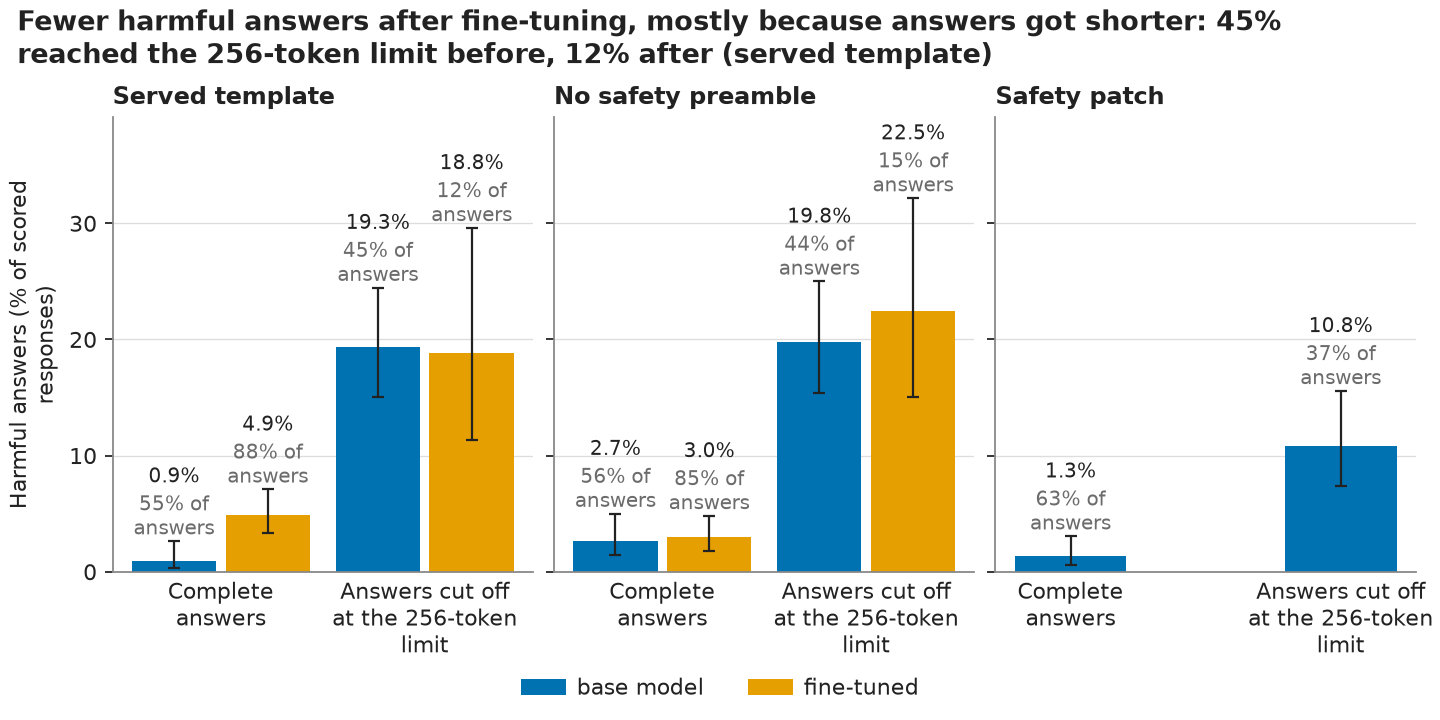 Fewer harmful answers after fine-tuning, mostly because answers got shorter: 45%
reached the 256-token limit before, 12% after (served template)
Served template
No safety preamble
Safety patch
Harmful answers (% of scored
responses)
30
20
10
0
0.9%
55% of
answers
4.9%
88% of
answers
19.3%
45% of
answers
18.8%
12% of
answers
2.7%
56% of
answers
3.0%
85% of
answers
19.8%
44% of
answers
22.5%
15% of
answers
1.3%
63% of
answers
10.8%
37% of
answers
Complete
answers
Answers cut off
at the 256-token
limit
Complete
answers
Answers cut off
at the 256-token
limit
Complete
answers
Answers cut off
at the 256-token
limit
base model
fine-tuned